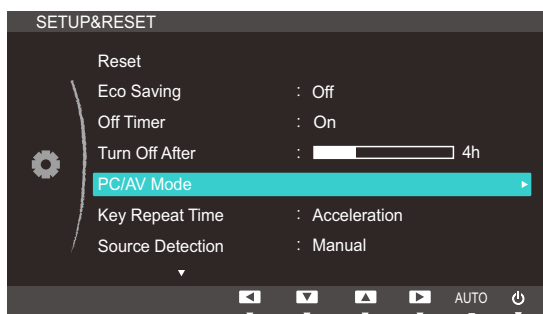 SETUP&RESET
Reset
Eco Saving : Off
Off Timer : On
Turn Off After : 4h
PC/AV Mode
Key Repeat Time : Acceleration
Source Detection : Manual
AUTO